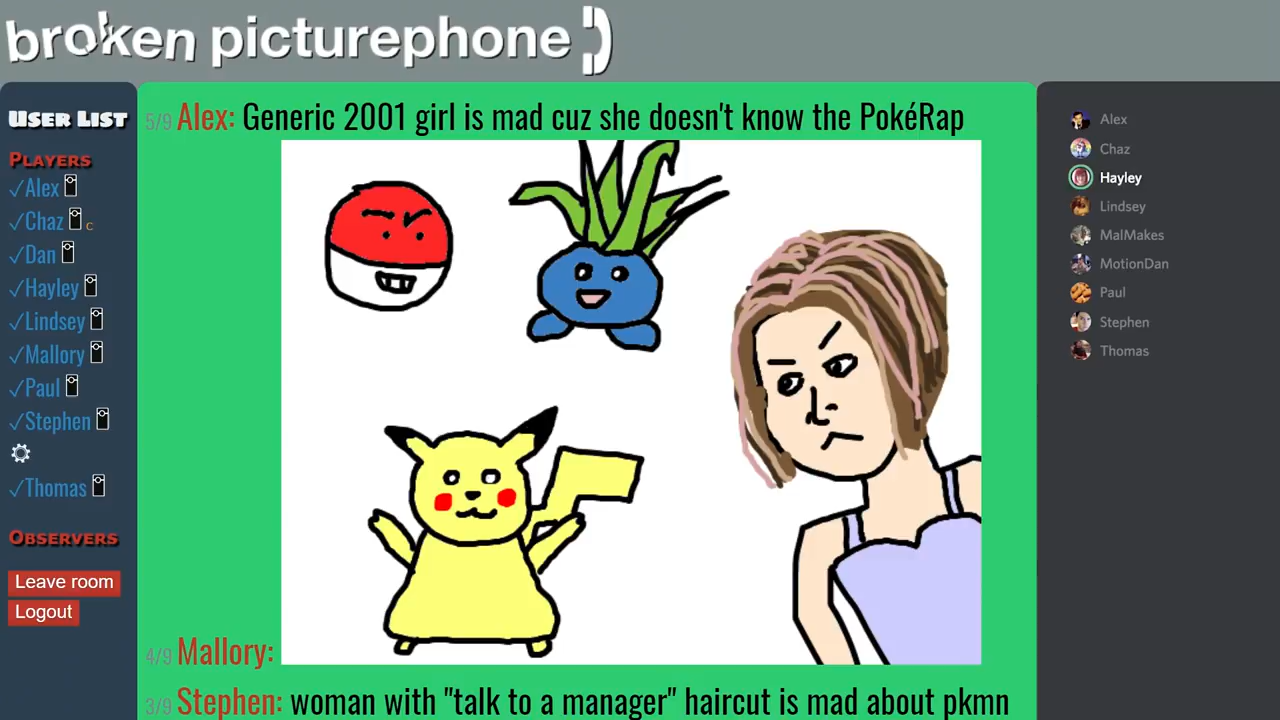 broken picturephone
User List
Players
✓Alex
✓Chaz c
✓Dan
✓Hayley
✓Lindsey
✓Mallory
✓Paul
✓Stephen
✓Thomas
Observers
Leave room
Logout
5/9 Alex: Generic 2001 girl is mad cuz she doesn't know the PokéRap
4/9 Mallory:
3/9 Stephen: woman with "talk to a manager" haircut is mad about pkmn
Alex
Chaz
Hayley
Lindsey
MalMakes
MotionDan
Paul
Stephen
Thomas